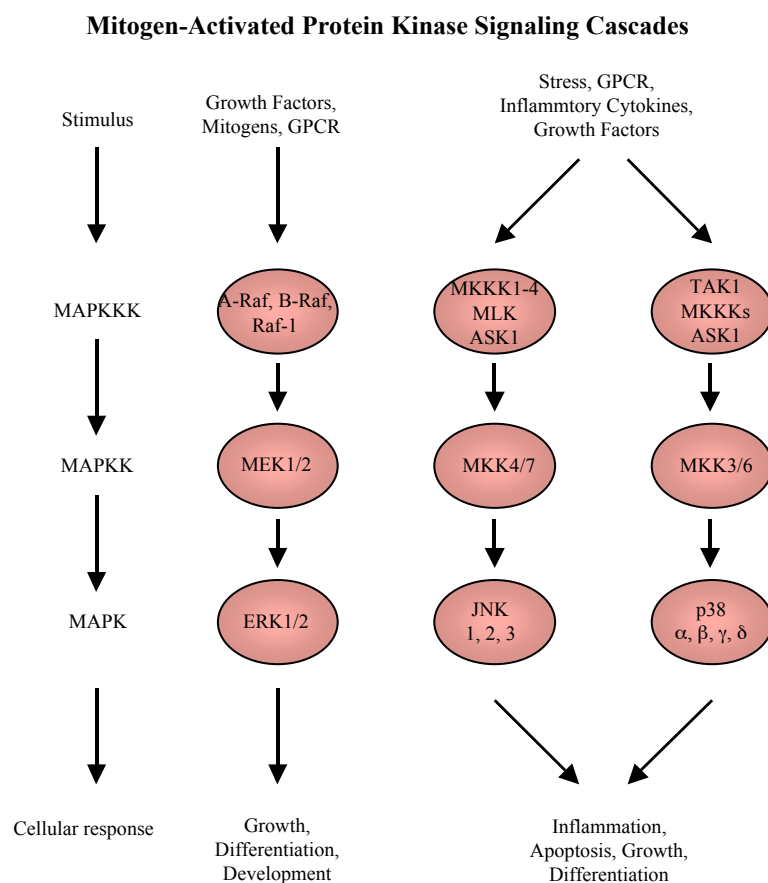 Mitogen-Activated Protein Kinase Signaling Cascades
Stimulus
Growth Factors,
Mitogens, GPCR
Stress, GPCR,
Inflammtory Cytokines,
Growth Factors
MAPKKK
A-Raf, B-Raf,
Raf-1
MKKK1-4
MLK
ASK1
TAK1
MKKKs
ASK1
MAPKK
MEK1/2
MKK4/7
MKK3/6
MAPK
ERK1/2
JNK
1, 2, 3
p38
α, β, γ, δ
Cellular response
Growth,
Differentiation,
Development
Inflammation,
Apoptosis, Growth,
Differentiation